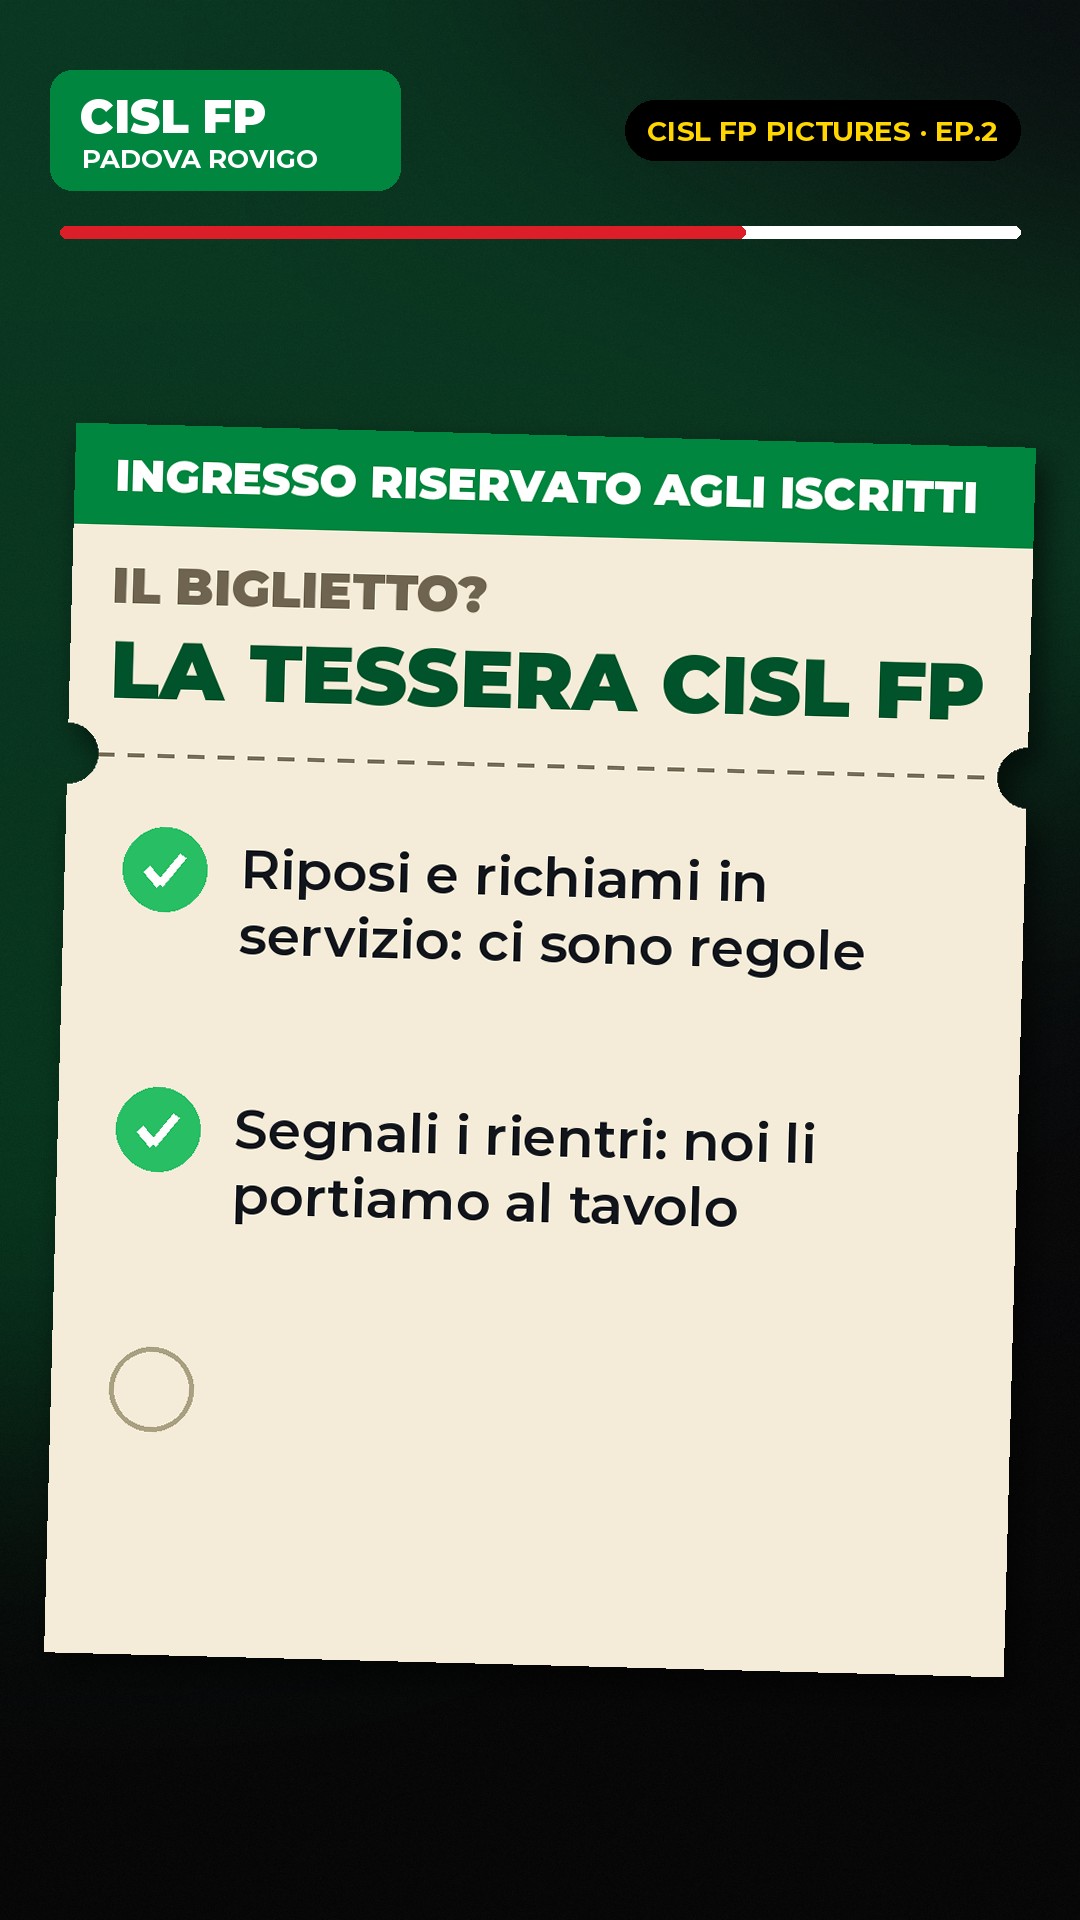 CISL FP
PADOVA ROVIGO
CISL FP PICTURES · EP.2
INGRESSO RISERVATO AGLI ISCRITTI
IL BIGLIETTO?
LA TESSERA CISL FP
Riposi e richiami in
servizio: ci sono regole
Segnali i rientri: noi li
portiamo al tavolo